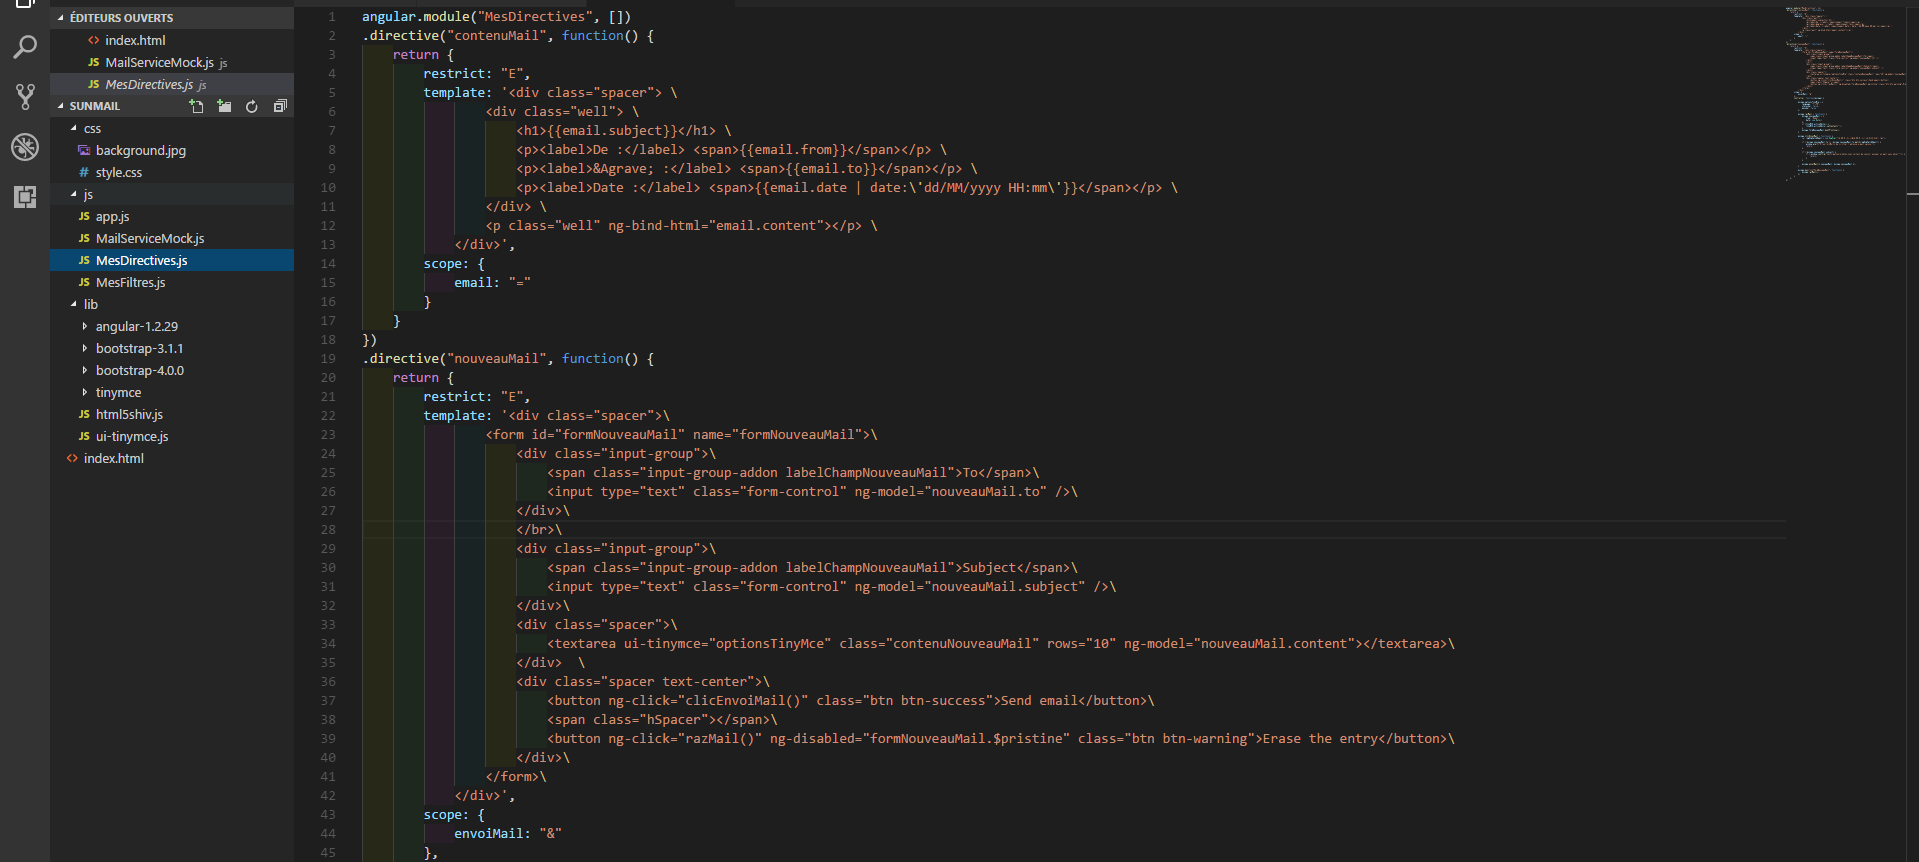 ÉDITEURS OUVERTS
<> index.html
JS MailServiceMock.js js
JS MesDirectives.js js
SUNMAIL
css
background.jpg
# style.css
js
JS app.js
JS MailServiceMock.js
JS MesDirectives.js
JS MesFiltres.js
lib
angular-1.2.29
bootstrap-3.1.1
bootstrap-4.0.0
tinymce
JS html5shiv.js
JS ui-tinymce.js
<> index.html
1 angular.module("MesDirectives", [])
2 .directive("contenuMail", function() {
3 return {
4 restrict: "E",
5 template: '<div class="spacer"> \
6 <div class="well"> \
7 <h1>{{email.subject}}</h1> \
8 <p><label>De :</label> <span>{{email.from}}</span></p> \
9 <p><label>&Agrave; :</label> <span>{{email.to}}</span></p> \
10 <p><label>Date :</label> <span>{{email.date | date:\'dd/MM/yyyy HH:mm\'}}</span></p> \
11 </div> \
12 <p class="well" ng-bind-html="email.content"></p> \
13 </div>',
14 scope: {
15 email: "="
16 }
17 }
18 })
19 .directive("nouveauMail", function() {
20 return {
21 restrict: "E",
22 template: '<div class="spacer">\
23 <form id="formNouveauMail" name="formNouveauMail">\
24 <div class="input-group">\
25 <span class="input-group-addon labelChampNouveauMail">To</span>\
26 <input type="text" class="form-control" ng-model="nouveauMail.to" />\
27 </div>\
28 </br>\
29 <div class="input-group">\
30 <span class="input-group-addon labelChampNouveauMail">Subject</span>\
31 <input type="text" class="form-control" ng-model="nouveauMail.subject" />\
32 </div>\
33 <div class="spacer">\
34 <textarea ui-tinymce="optionsTinyMce" class="contenuNouveauMail" rows="10" ng-model="nouveauMail.content"></textarea>\
35 </div>  \
36 <div class="spacer text-center">\
37 <button ng-click="clicEnvoiMail()" class="btn btn-success">Send email</button>\
38 <span class="hSpacer"></span>\
39 <button ng-click="razMail()" ng-disabled="formNouveauMail.$pristine" class="btn btn-warning">Erase the entry</button>\
40 </div>\
41 </form>\
42 </div>',
43 scope: {
44 envoiMail: "&"
45 },